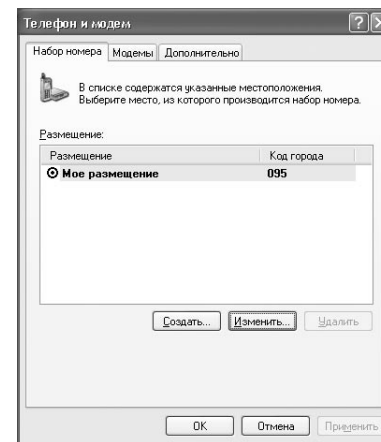 Телефон и модем
Набор номера Модемы Дополнительно
В списке содержатся указанные местоположения.
Выберите место, из которого производится набор номера.
Размещение:
Размещение Код города
Мое размещение 095
Создать... Изменить... Удалить
OK Отмена Применить